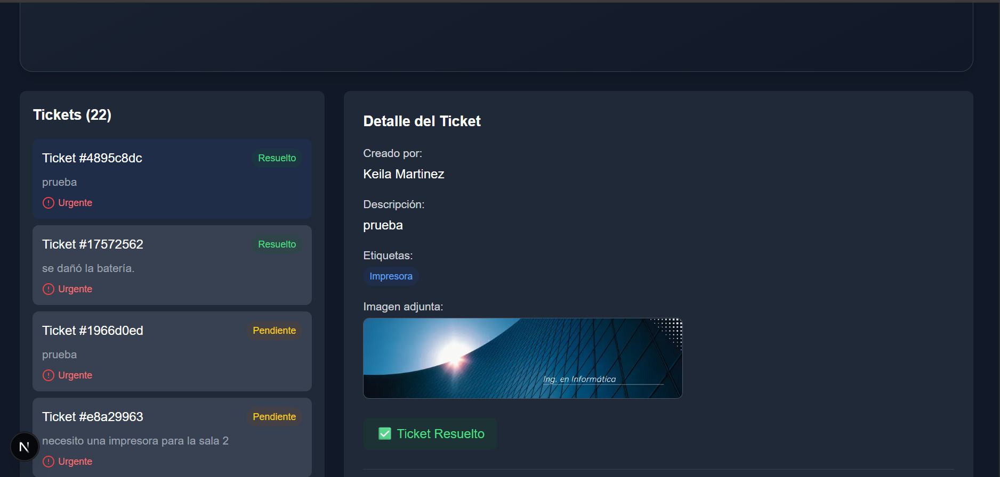 Tickets (22)
Ticket #4895c8dc
Resuelto
prueba
Urgente
Ticket #17572562
Resuelto
se dañó la batería.
Urgente
Ticket #1966d0ed
Pendiente
prueba
Urgente
Ticket #e8a29963
Pendiente
necesito una impresora para la sala 2
Urgente
N
Detalle del Ticket
Creado por:
Keila Martinez
Descripción:
prueba
Etiquetas:
Impresora
Imagen adjunta:
Ing. en Informática
✅ Ticket Resuelto